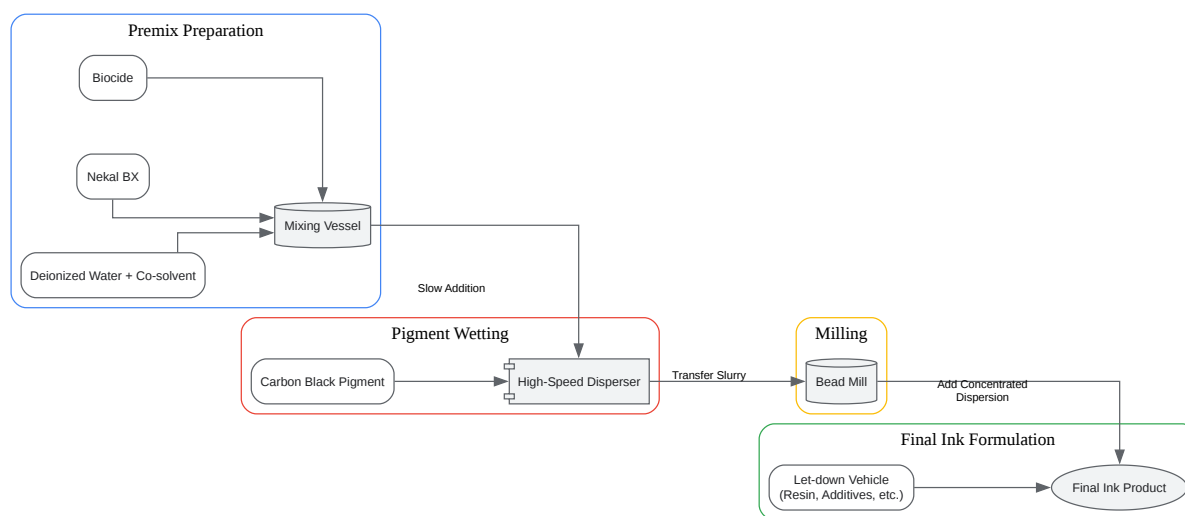 Premix Preparation
Biocide
Nekal BX
Mixing Vessel
Deionized Water + Co-solvent
Slow Addition
Pigment Wetting
Carbon Black Pigment
High-Speed Disperser
Transfer Slurry
Milling
Bead Mill
Add Concentrated
Dispersion
Final Ink Formulation
Let-down Vehicle
(Resin, Additives, etc.)
Final Ink Product